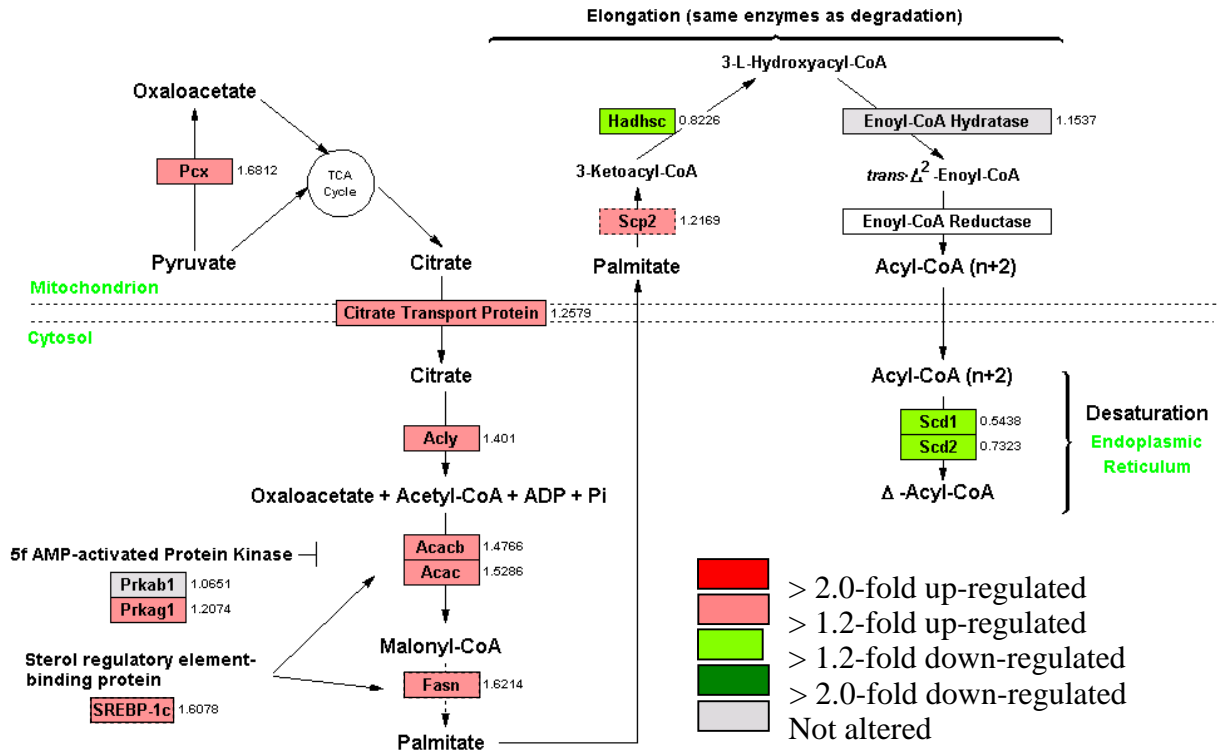 Elongation (same enzymes as degradation)
3-L-Hydroxyacyl-CoA
Oxaloacetate
Hadhsc 0.8226
Enoyl-CoA Hydratase 1.1537
Pcx 1.6812
TCA
Cycle
3-Ketoacyl-CoA
trans-Δ2 -Enoyl-CoA
Scp2 1.2169
Enoyl-CoA Reductase
Pyruvate
Citrate
Palmitate
Acyl-CoA (n+2)
Mitochondrion
Citrate Transport Protein 1.2579
Cytosol
Citrate
Acyl-CoA (n+2)
Acly 1.401
Scd1 0.5438
Scd2 0.7323
Desaturation
Endoplasmic
Reticulum
Oxaloacetate + Acetyl-CoA + ADP + Pi
Δ -Acyl-CoA
5f AMP-activated Protein Kinase
Acacb 1.4766
Acac 1.5286
Prkab1 1.0651
Prkag1 1.2074
Malonyl-CoA
Sterol regulatory element-
binding protein
Fasn 1.6214
SREBP-1c 1.6078
Palmitate
> 2.0-fold up-regulated
> 1.2-fold up-regulated
> 1.2-fold down-regulated
> 2.0-fold down-regulated
Not altered